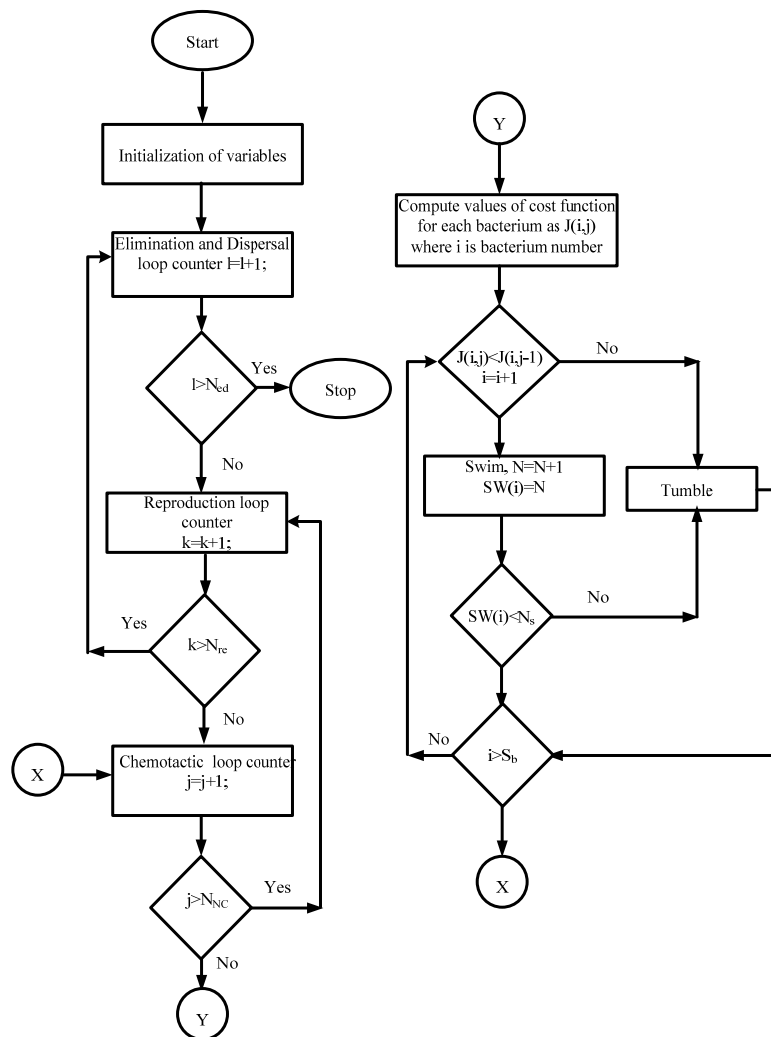 Start
Initialization of variables
Elimination and Dispersal
loop counter l=l+1;
l>Ned
Yes
Stop
No
Reproduction loop
counter
k=k+1;
Yes
k>Nre
No
X
Chemotactic loop counter
j=j+1;
j>NNC
Yes
No
Y
Y
Compute values of cost function
for each bacterium as J(i,j)
where i is bacterium number
J(i,j)<J(i,j-1)
i=i+1
No
Swim, N=N+1
SW(i)=N
Tumble
SW(i)<Ns
No
No
i>Sb
X